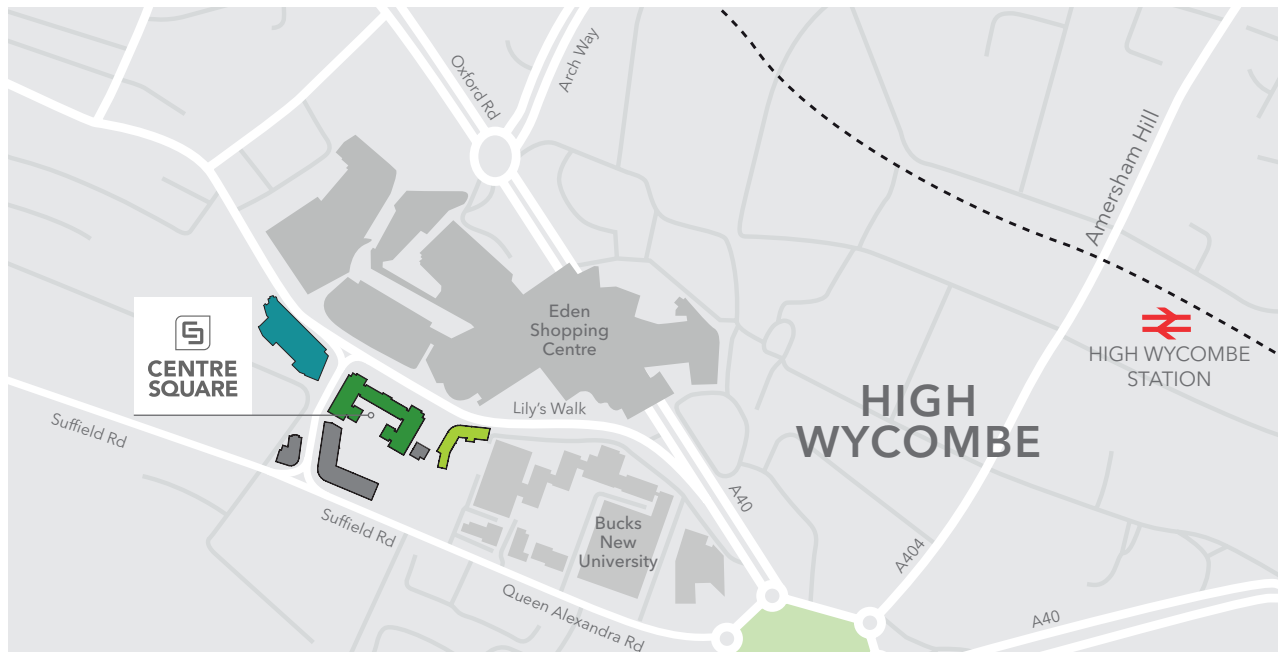 Oxford Rd
Arch Way
Amersham Hill
Eden
Shopping
Centre
CENTRE
SQUARE
HIGH WYCOMBE
STATION
HIGH
WYCOMBE
Lily's Walk
Suffield Rd
A40
Suffield Rd
Bucks
New
University
A404
Queen Alexandra Rd
A40